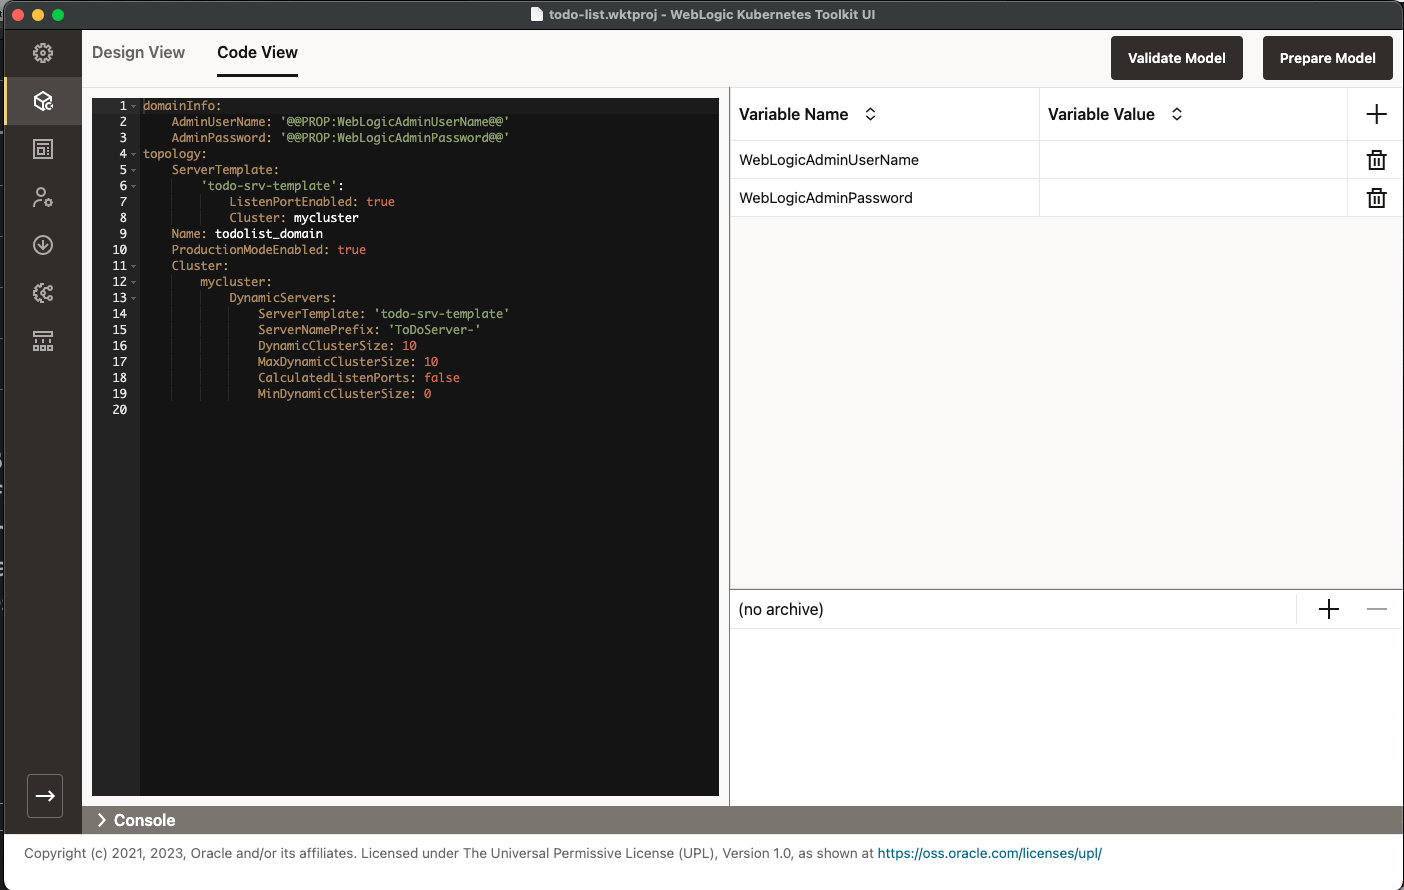 todo-list.wktproj - WebLogic Kubernetes Toolkit UI
Design View
Code View
Validate Model
Prepare Model
1 domainInfo:
2     AdminUserName: '@@PROP:WebLogicAdminUserName@@'
3     AdminPassword: '@@PROP:WebLogicAdminPassword@@'
4 topology:
5     ServerTemplate:
6         'todo-srv-template':
7             ListenPortEnabled: true
8             Cluster: mycluster
9     Name: todolist_domain
10     ProductionModeEnabled: true
11     Cluster:
12         mycluster:
13             DynamicServers:
14                 ServerTemplate: 'todo-srv-template'
15                 ServerNamePrefix: 'ToDoServer-'
16                 DynamicClusterSize: 10
17                 MaxDynamicClusterSize: 10
18                 CalculatedListenPorts: false
19                 MinDynamicClusterSize: 0
20
Variable Name
Variable Value
WebLogicAdminUserName
WebLogicAdminPassword
(no archive)
Console
Copyright (c) 2021, 2023, Oracle and/or its affiliates. Licensed under The Universal Permissive License (UPL), Version 1.0, as shown at https://oss.oracle.com/licenses/upl/